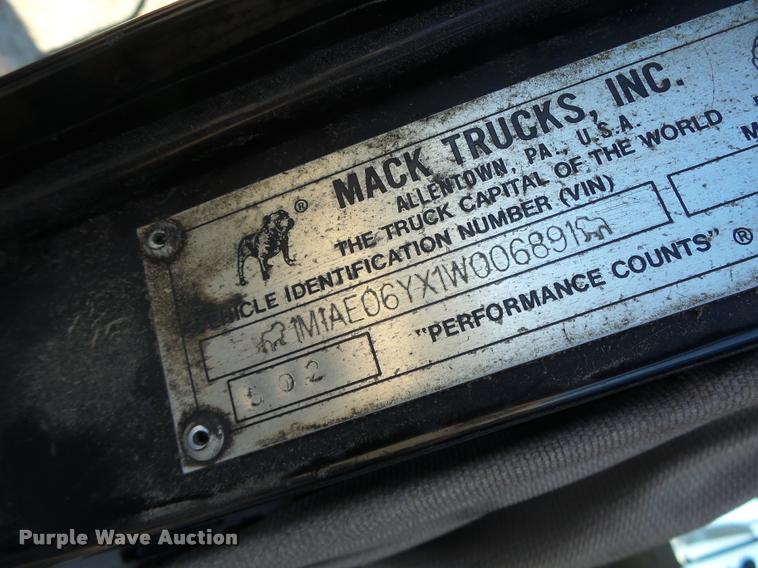 MACK TRUCKS, INC.
ALLENTOWN, PA., U.S.A
THE TRUCK CAPITAL OF THE WORLD
M
VEHICLE IDENTIFICATION NUMBER (VIN)
1M1AE06YX1W006891
502
"PERFORMANCE COUNTS" ®
®
Purple Wave Auction